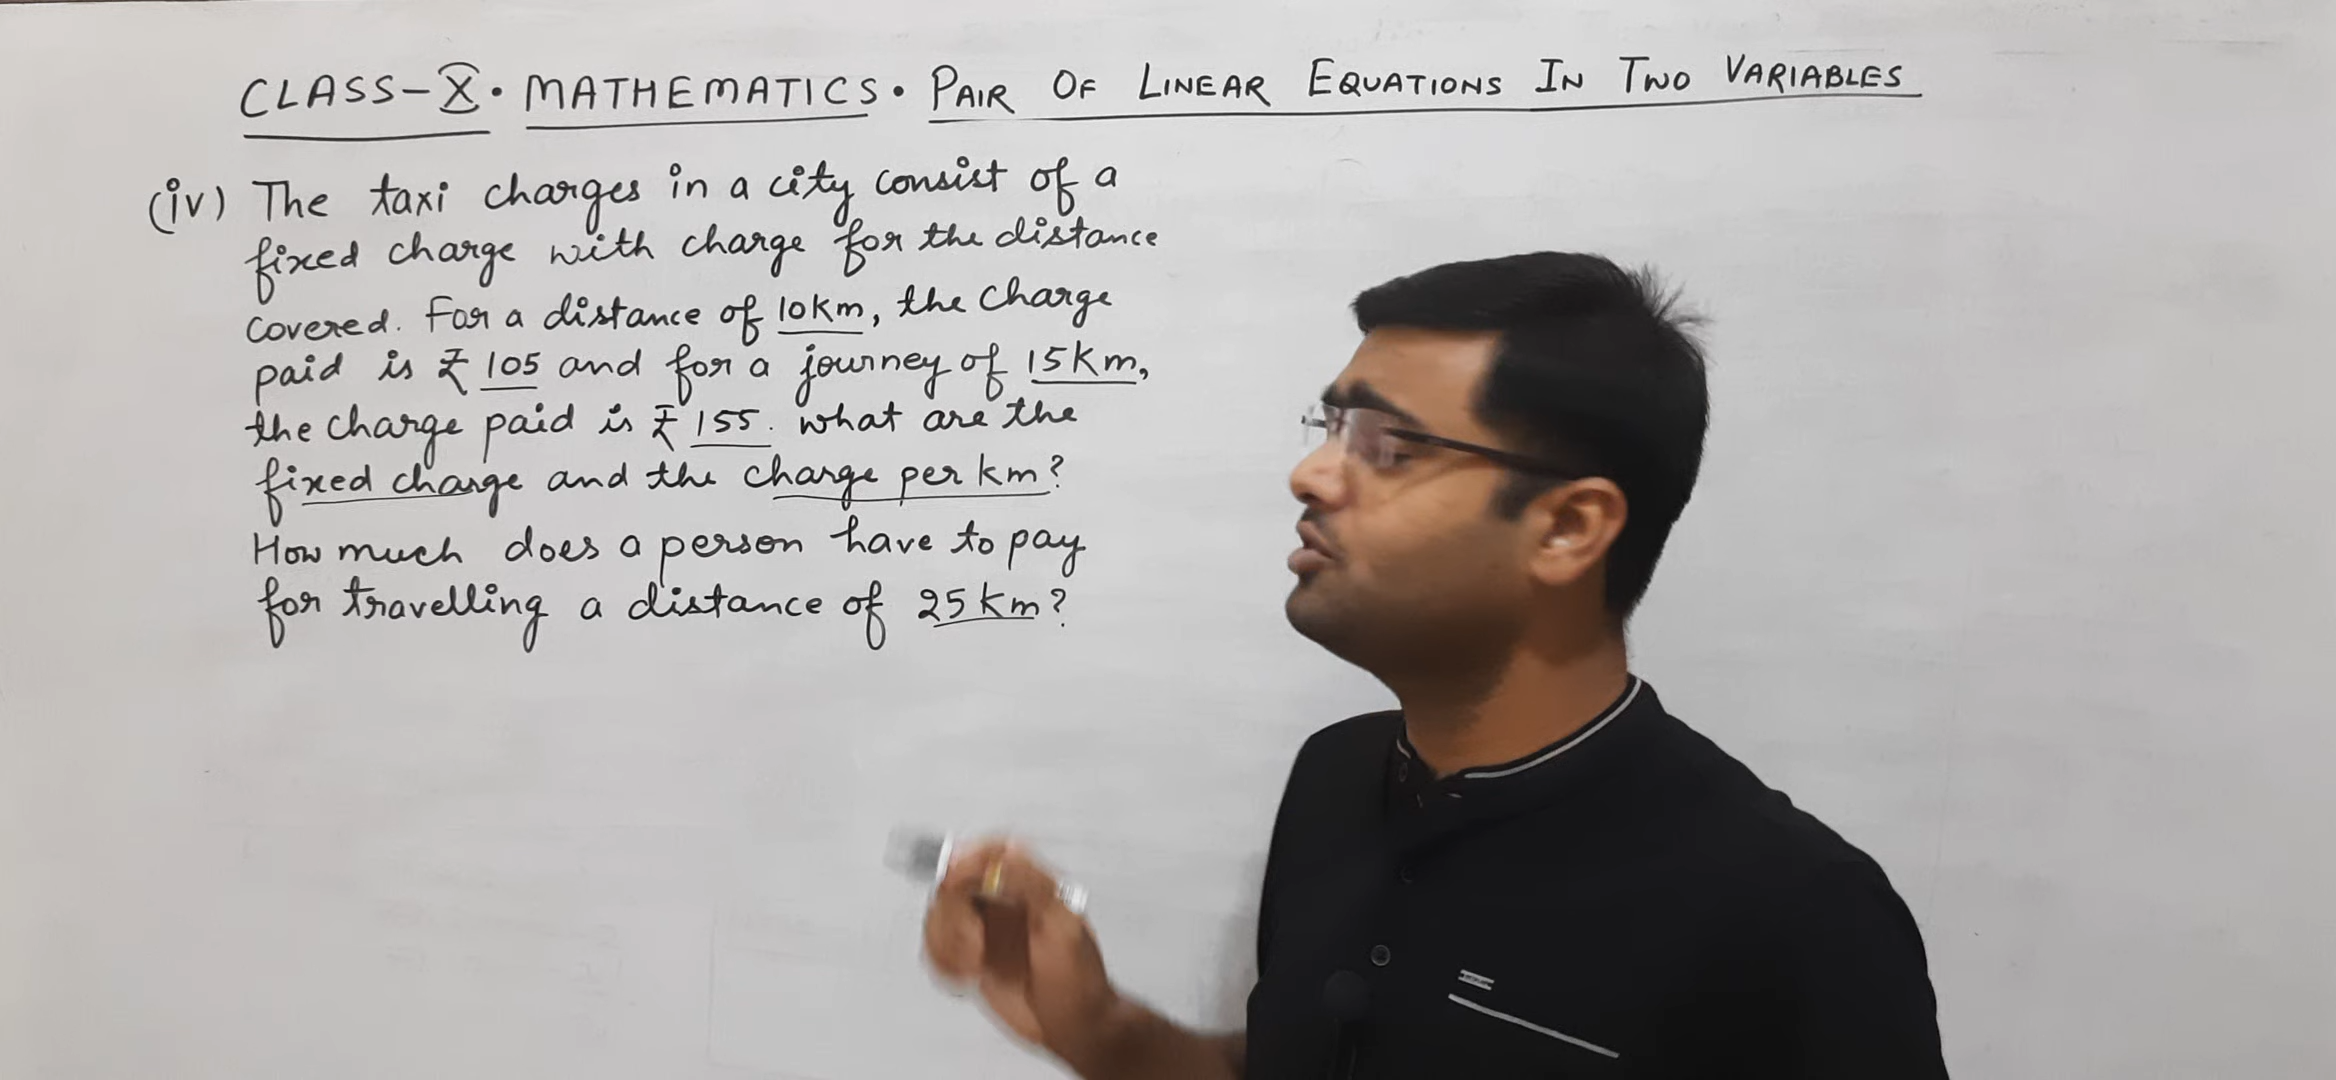 CLASS-X. MATHEMATICS. PAIR OF LINEAR EQUATIONS IN TWO VARIABLES
(iv) The taxi charges in a city consist of a
fixed charge with charge for the distance
covered. For a distance of 10km, the charge
paid is ₹ 105 and for a journey of 15km,
the charge paid is ₹ 155. what are the
fixed charge and the charge per km?
How much does a person have to pay
for travelling a distance of 25km?